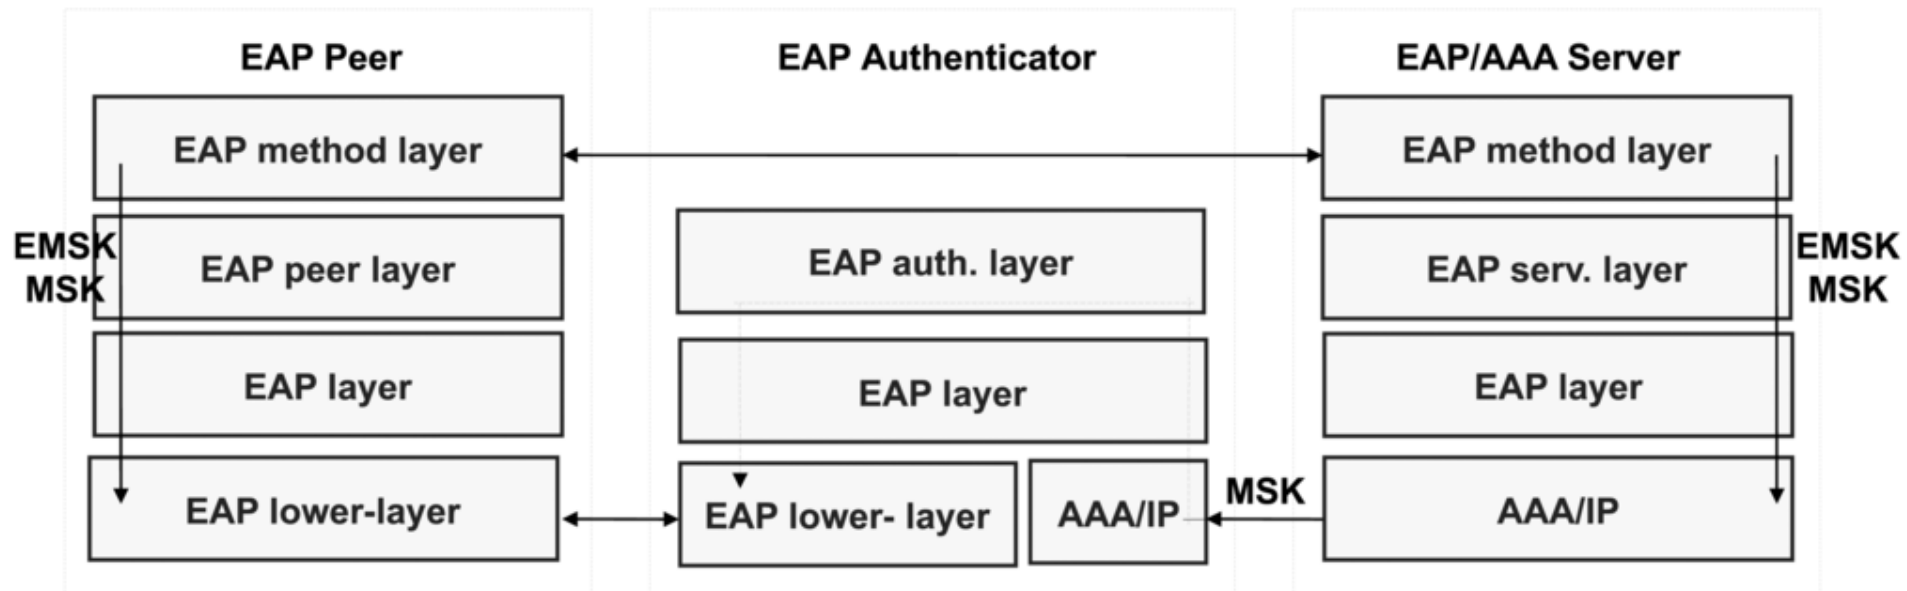 EAP Peer
EAP Authenticator
EAP/AAA Server
EAP method layer
EAP method layer
EMSK
MSK
EAP peer layer
EAP auth. layer
EAP serv. layer
EMSK
MSK
EAP layer
EAP layer
EAP layer
EAP lower-layer
EAP lower- layer
AAA/IP
MSK
AAA/IP